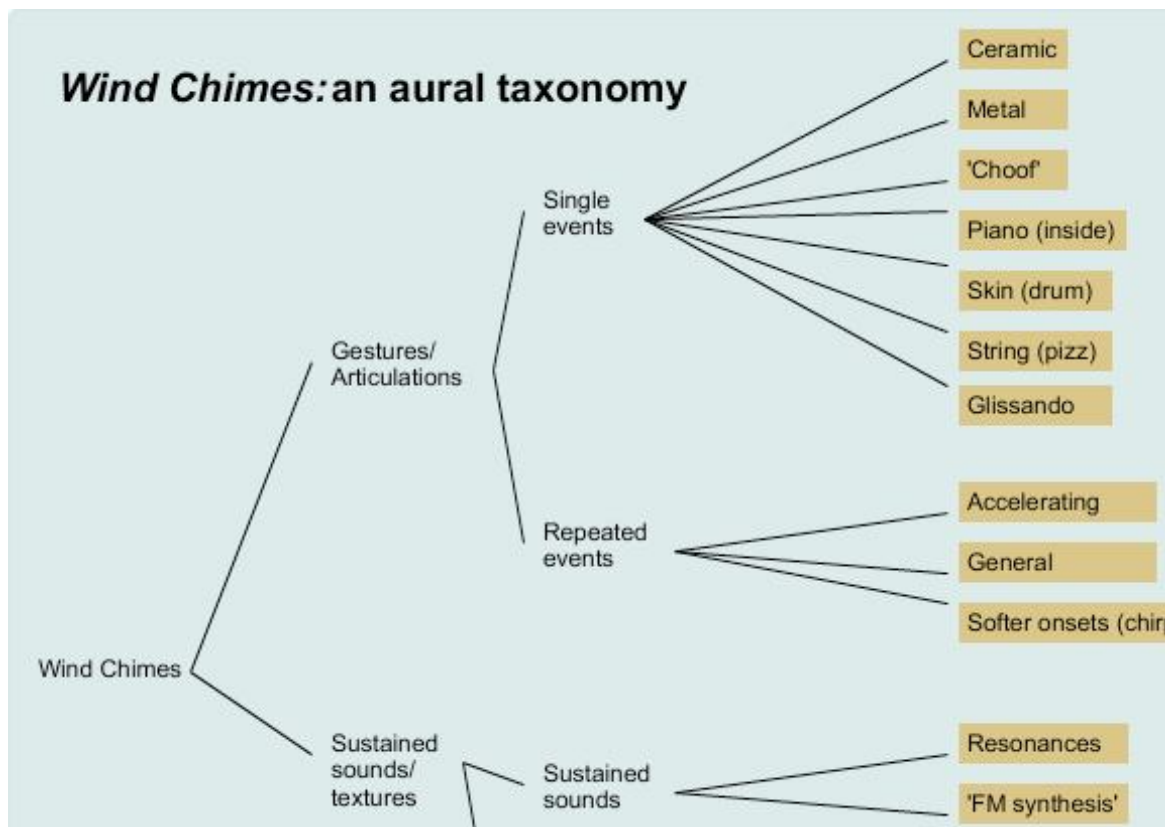 Wind Chimes: an aural taxonomy
Ceramic
Metal
'Choof'
Single
events
Piano (inside)
Skin (drum)
String (pizz)
Gestures/
Articulations
Glissando
Accelerating
Repeated
events
General
Softer onsets (chirp
Wind Chimes
Sustained
sounds/
textures
Sustained
sounds
Resonances
'FM synthesis'